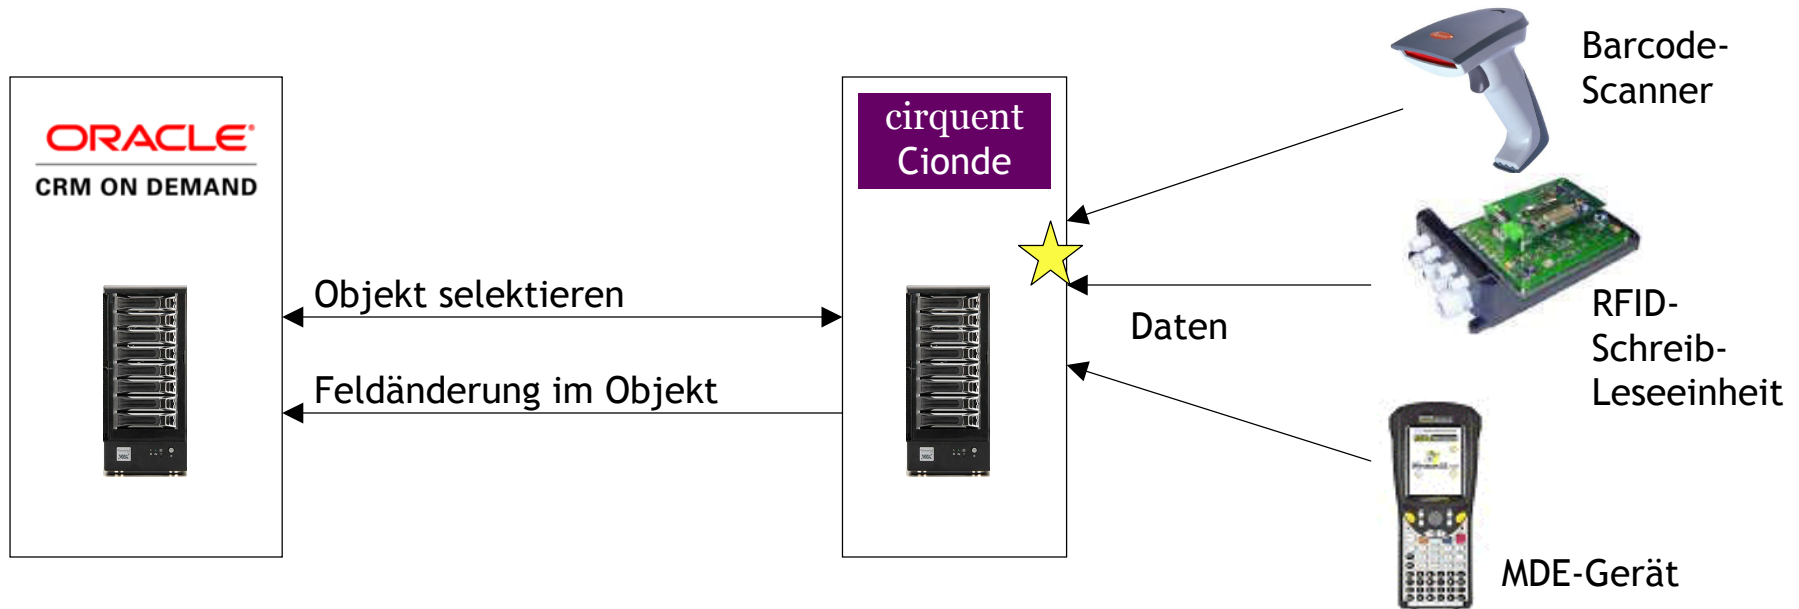 ORACLE
CRM ON DEMAND
cirquent
Cionde
Objekt selektieren
Feldänderung im Objekt
Daten
Barcode-
Scanner
RFID-
Schreib-
Leseeinheit
MDE-Gerät